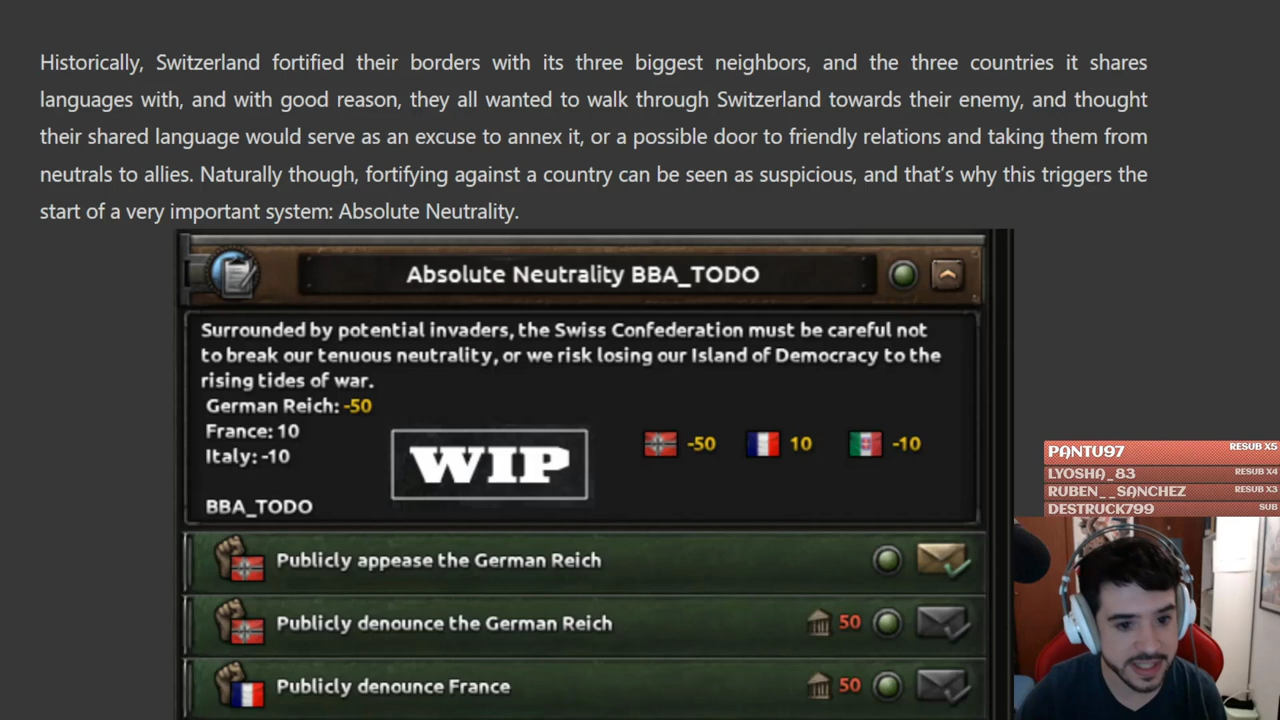 Historically, Switzerland fortified their borders with its three biggest neighbors, and the three countries it shares
languages with, and with good reason, they all wanted to walk through Switzerland towards their enemy, and thought
their shared language would serve as an excuse to annex it, or a possible door to friendly relations and taking them from
neutrals to allies. Naturally though, fortifying against a country can be seen as suspicious, and that’s why this triggers the
start of a very important system: Absolute Neutrality.
Absolute Neutrality BBA_TODO
Surrounded by potential invaders, the Swiss Confederation must be careful not
to break our tenuous neutrality, or we risk losing our Island of Democracy to the
rising tides of war.
German Reich: -50
France: 10
Italy: -10
WIP
-50 10 -10
BBA_TODO
Publicly appease the German Reich
Publicly denounce the German Reich 50
Publicly denounce France 50
PANTU97 RESUB X5
LYOSHA_83 RESUB X4
RUBEN__SANCHEZ RESUB X3
DESTRUCK799 SUB